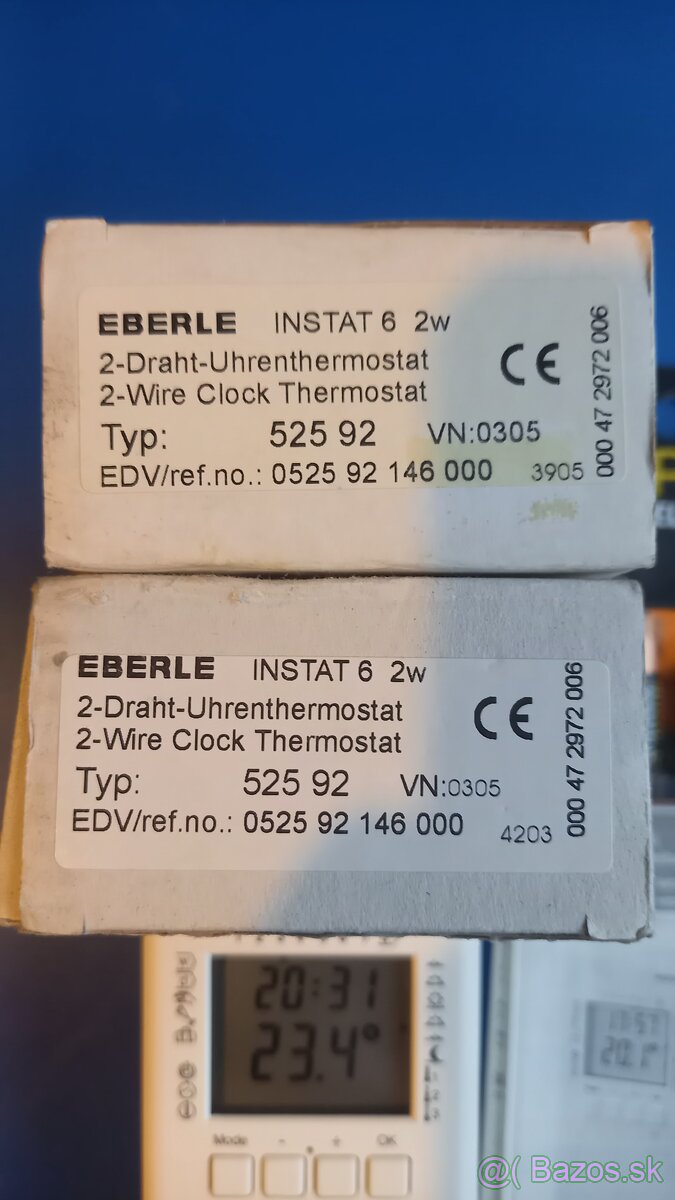 EBERLE INSTAT 6 2w
2-Draht-Uhrenthermostat
2-Wire Clock Thermostat
Typ: 525 92 VN:0305
EDV/ref.no.: 0525 92 146 000 3905
000 47 2972 006
EBERLE INSTAT 6 2w
2-Draht-Uhrenthermostat
2-Wire Clock Thermostat
Typ: 525 92 VN:0305
EDV/ref.no.: 0525 92 146 000 4203
000 47 2972 006
CE
CE
20:31
23.4°
Mode - + OK
@( Bazos.sk